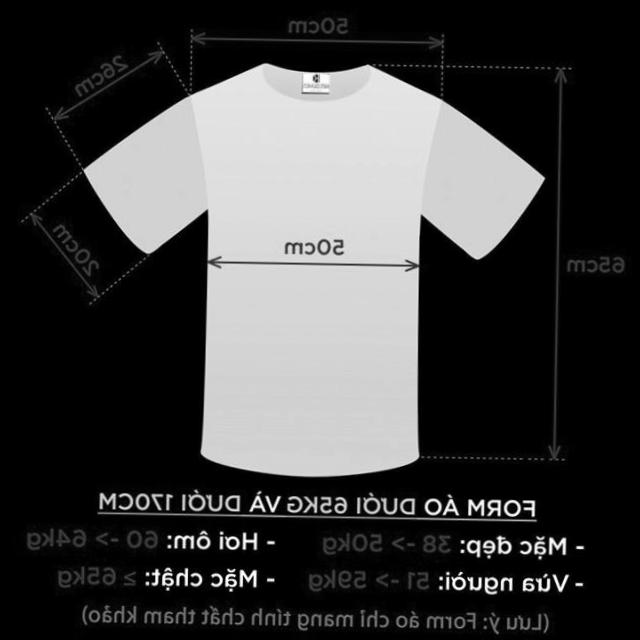 50cm
26cm
20cm
50cm
65cm
FORM ÁO DƯỚI 65KG VÀ DƯỚI 170CM
- Mặc đẹp: 38 -> 50kg - Hơi ôm: 60 -> 64kg
- Vừa người: 51 -> 59kg - Mặc chật: ≥ 65kg
(Lưu ý: Form áo chỉ mang tính chất tham khảo)